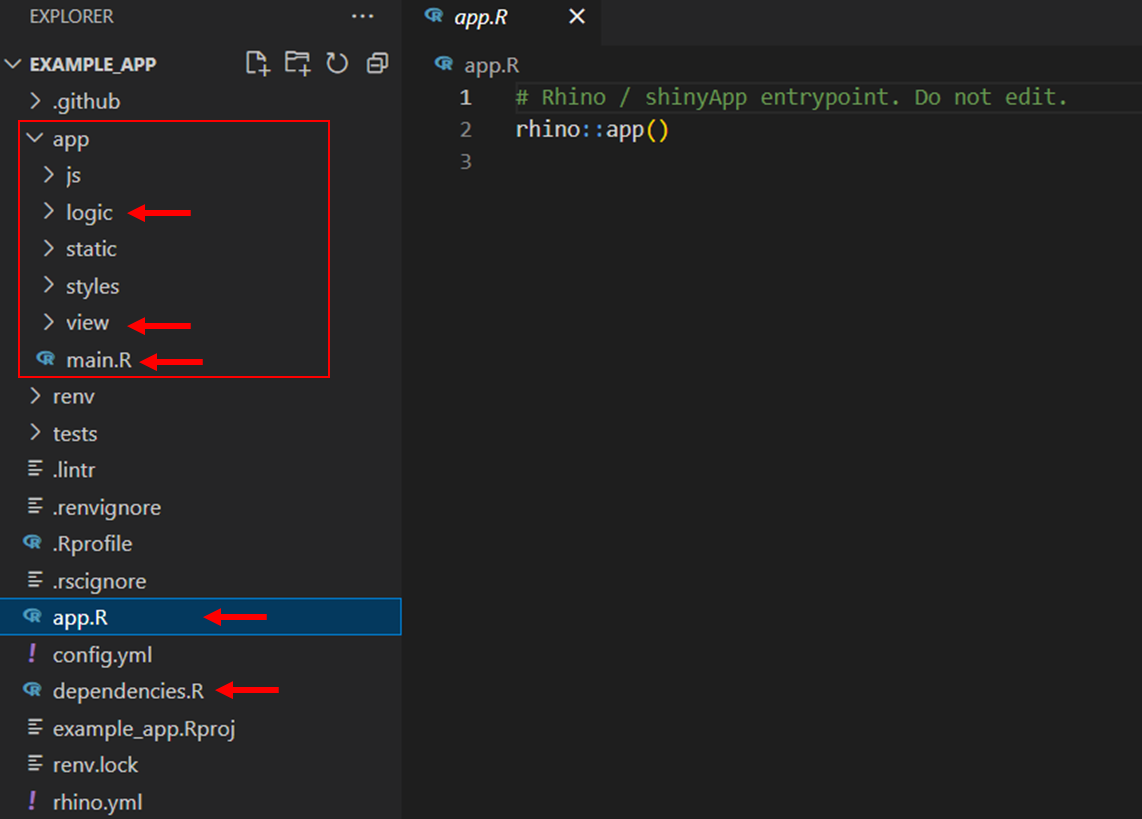 EXPLORER
EXAMPLE_APP
.github
app
js
logic
static
styles
view
main.R
renv
tests
.lintr
.renvignore
.Rprofile
.rscignore
app.R
config.yml
dependencies.R
example_app.Rproj
renv.lock
rhino.yml
app.R
app.R
1 # Rhino / shinyApp entrypoint. Do not edit.
2 rhino::app()
3